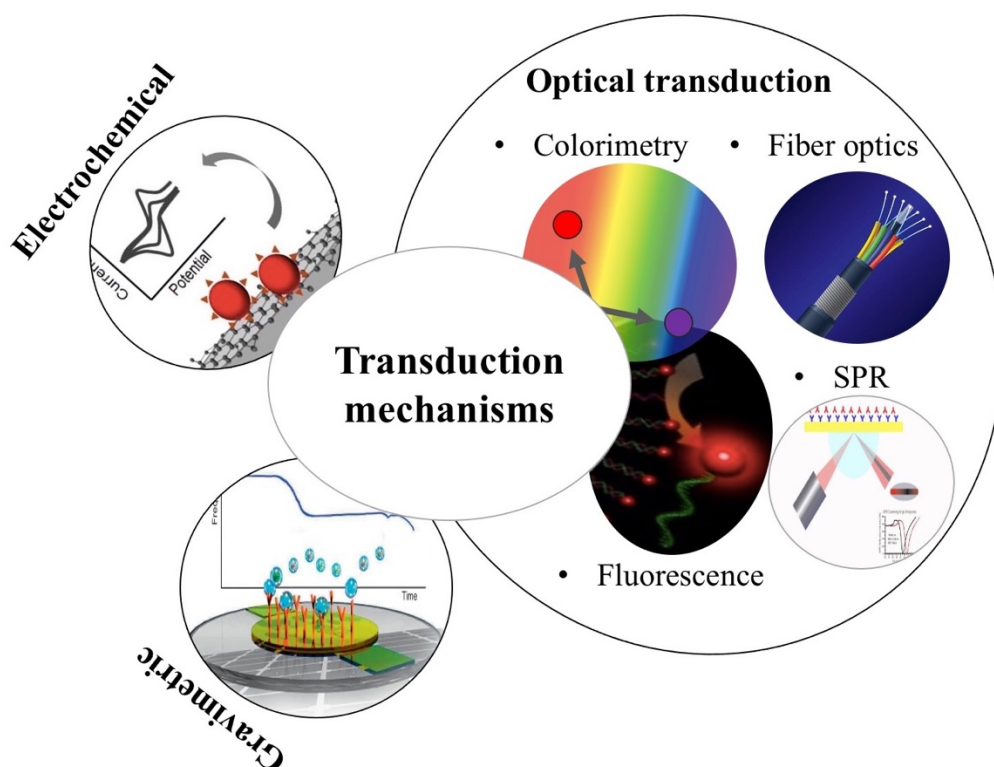 Electrochemical
Current
Potential
Optical transduction
• Colorimetry
• Fiber optics
Transduction
mechanisms
• SPR
• Fluorescence
Time
Gravimetric